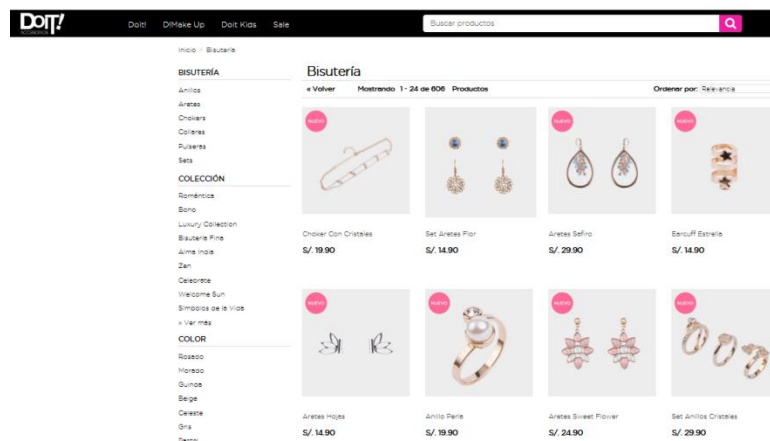 DOIT!
ACCESORIOS
Doit! D!Make Up Doit Kids Sale
Buscar productos
Inicio / Bisutería
BISUTERÍA
Anillos
Aretes
Chokers
Collares
Pulseras
Sets
COLECCIÓN
Romántica
Boho
Luxury Collection
Bisutería Fina
Alma India
Zen
Celebrate
Welcome Sun
Símbolos de la Vida
» Ver más
COLOR
Rosado
Morado
Guinda
Beige
Celeste
Gris
Bisutería
« Volver Mostrando 1 - 24 de 606 Productos Ordenar por: Relevancia
NUEVO
NUEVO
NUEVO
Choker Con Cristales
S/. 19.90
Set Aretes Flor
S/. 14.90
Aretes Safiro
S/. 29.90
Earcuff Estrella
S/. 14.90
NUEVO
NUEVO
NUEVO
NUEVO
Aretes Hojas
S/. 14.90
Anillo Perla
S/. 19.90
Aretes Sweet Flower
S/. 24.90
Set Anillos Cristales
S/. 29.90